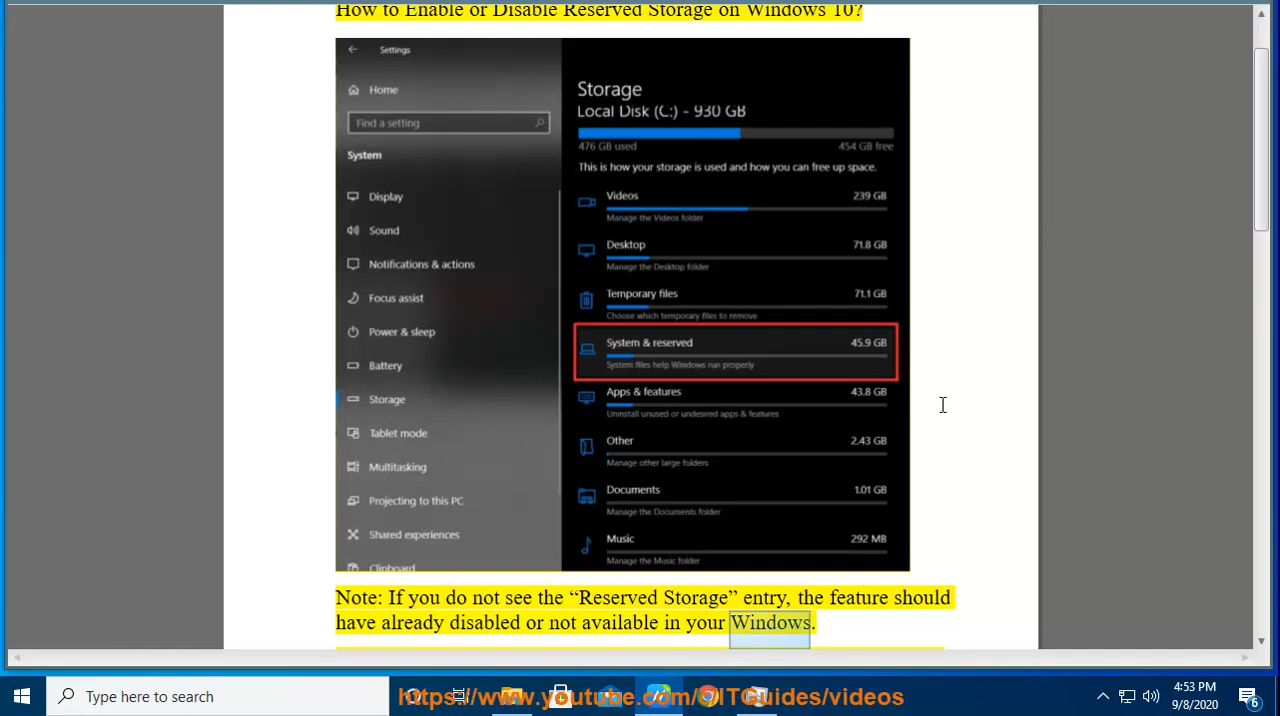 How to Enable or Disable Reserved Storage on Windows 10?
Settings
Home
Find a setting
System
Display
Sound
Notifications & actions
Focus assist
Power & sleep
Battery
Storage
Tablet mode
Multitasking
Projecting to this PC
Shared experiences
Clipboard
Storage
Local Disk (C:) - 930 GB
476 GB used 454 GB free
This is how your storage is used and how you can free up space.
Videos 239 GB
Manage the Videos folder
Desktop 71.8 GB
Manage the Desktop folder
Temporary files 71.1 GB
Choose which temporary files to remove
System & reserved 45.9 GB
System files help Windows run properly
Apps & features 43.8 GB
Uninstall unused or undesired apps & features
Other 2.43 GB
Manage other large folders
Documents 1.01 GB
Manage the Documents folder
Music 292 MB
Manage the Music folder
Note: If you do not see the “Reserved Storage” entry, the feature should
have already disabled or not available in your Windows.
Type here to search
https://www.youtube.com/c/ITGuides/videos
4:53 PM
9/8/2020
6